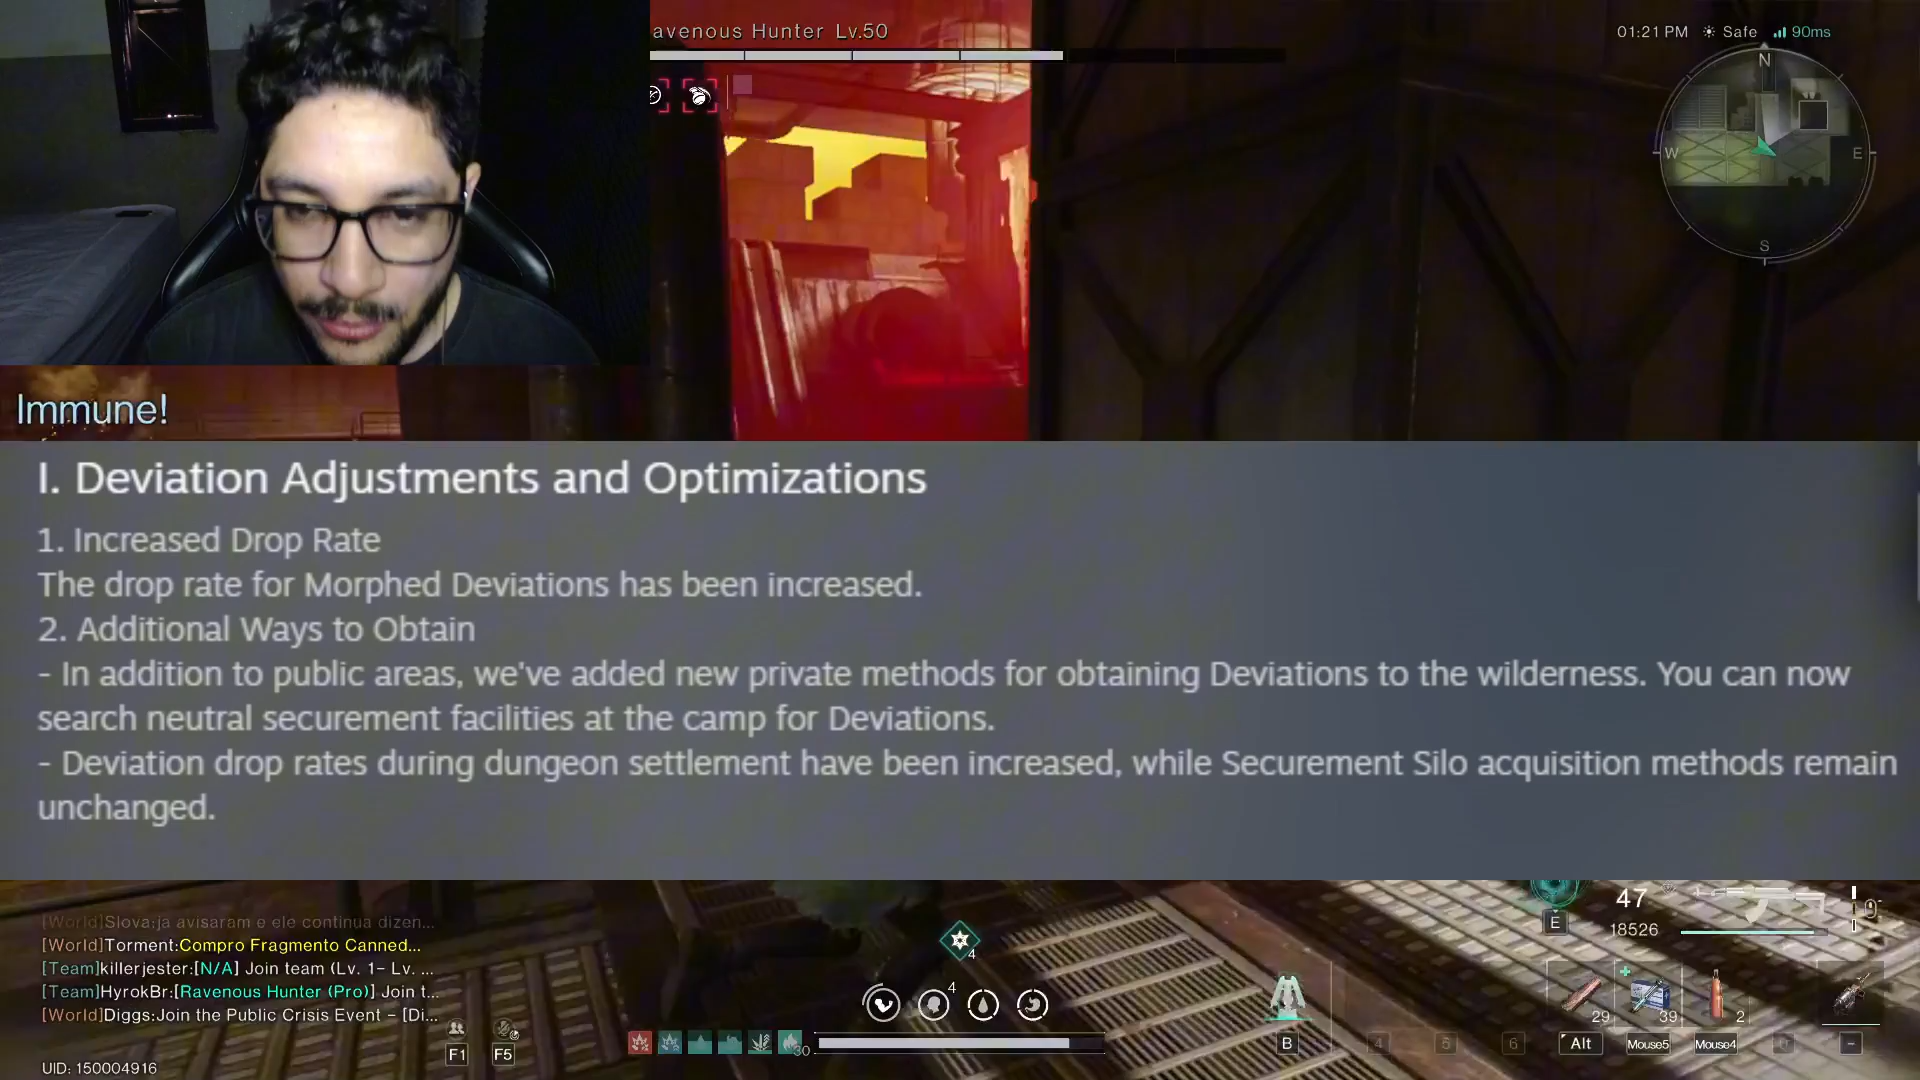 avenous Hunter Lv.50
01:21 PM Safe 90ms
N
W
E
S
Immune!
I. Deviation Adjustments and Optimizations
1. Increased Drop Rate
The drop rate for Morphed Deviations has been increased.
2. Additional Ways to Obtain
- In addition to public areas, we've added new private methods for obtaining Deviations to the wilderness. You can now
search neutral securement facilities at the camp for Deviations.
- Deviation drop rates during dungeon settlement have been increased, while Securement Silo acquisition methods remain
unchanged.
[World]Slova:ja avisaram e ele continua dizen...
[World]Torment:Compro Fragmento Canned...
[Team]killerjester:[N/A] Join team (Lv. 1– Lv. ...
[Team]HyrokBr:[Ravenous Hunter (Pro)] Join t...
[World]Diggs:Join the Public Crisis Event – [Di...
F1 F5
UID: 150004916
4
4
30
B
4 5 6
E
47
18526
29 39 2
Alt Mouse5 Mouse4 U –